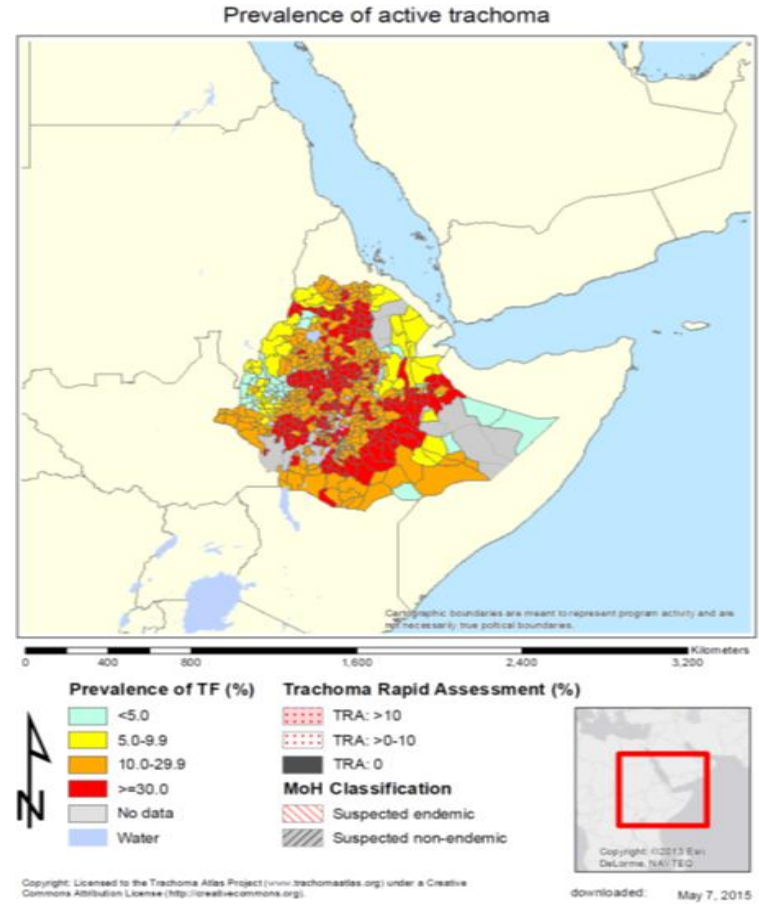 Prevalence of active trachoma
Cartographic boundaries are meant to represent program activity and are
not necessarily true political boundaries.
0 400 800 1,600 2,400 3,200 Kilometers
Prevalence of TF (%)
<5.0
5.0-9.9
10.0-29.9
>=30.0
No data
Water
Trachoma Rapid Assessment (%)
TRA: >10
TRA: >0-10
TRA: 0
MoH Classification
Suspected endemic
Suspected non-endemic
N
Copyright: ©2013 Esri,
DeLorme, NAVTEQ
Copyright: Licensed to the Trachoma Atlas Project (www.trachomaatlas.org) under a Creative
Commons Attribution License (http://creativecommons.org).
downloaded: May 7, 2015